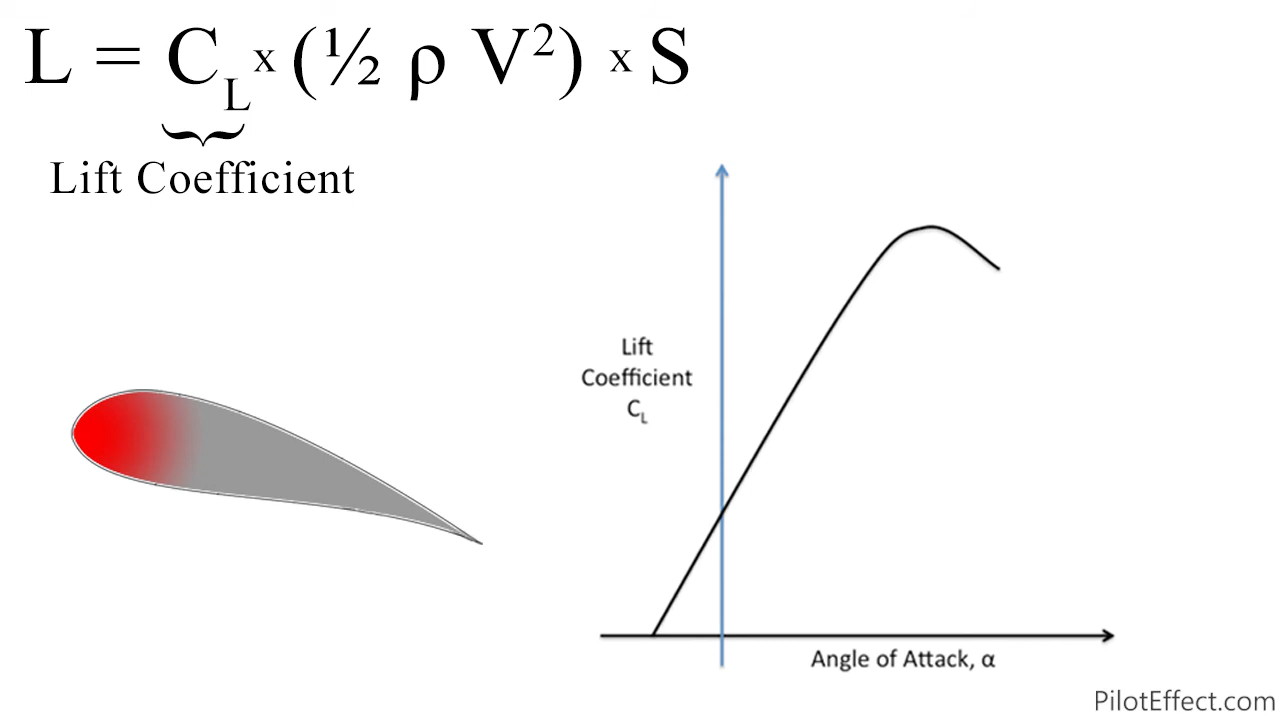 L = C_L x (½ ρ V²) x S
Lift Coefficient
Lift
Coefficient
C_L
Angle of Attack, α
PilotEffect.com